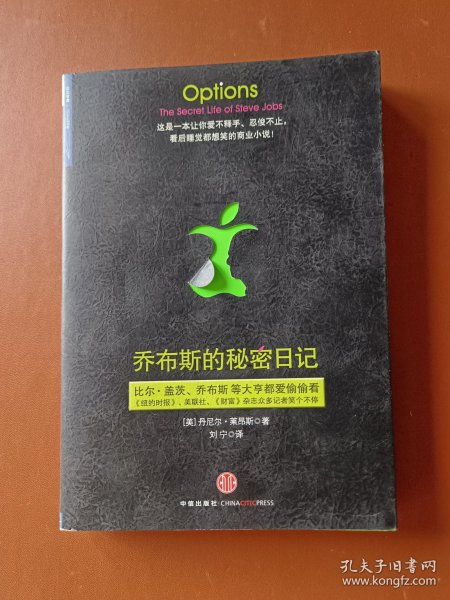 Options
The Secret Life of Steve Jobs
这是一本让你爱不释手、忍俊不止。
看后睡觉都想笑的商业小说！
乔布斯的秘密日记
比尔·盖茨、乔布斯 等大亨都爱偷偷看
《纽约时报》、美联社、《财富》杂志众多记者笑个不停
[美]丹尼尔·莱昂斯◎著
刘宁◎译
中信出版社·CHINACITICPRESS
孔夫子旧书网
www.kongfz.com